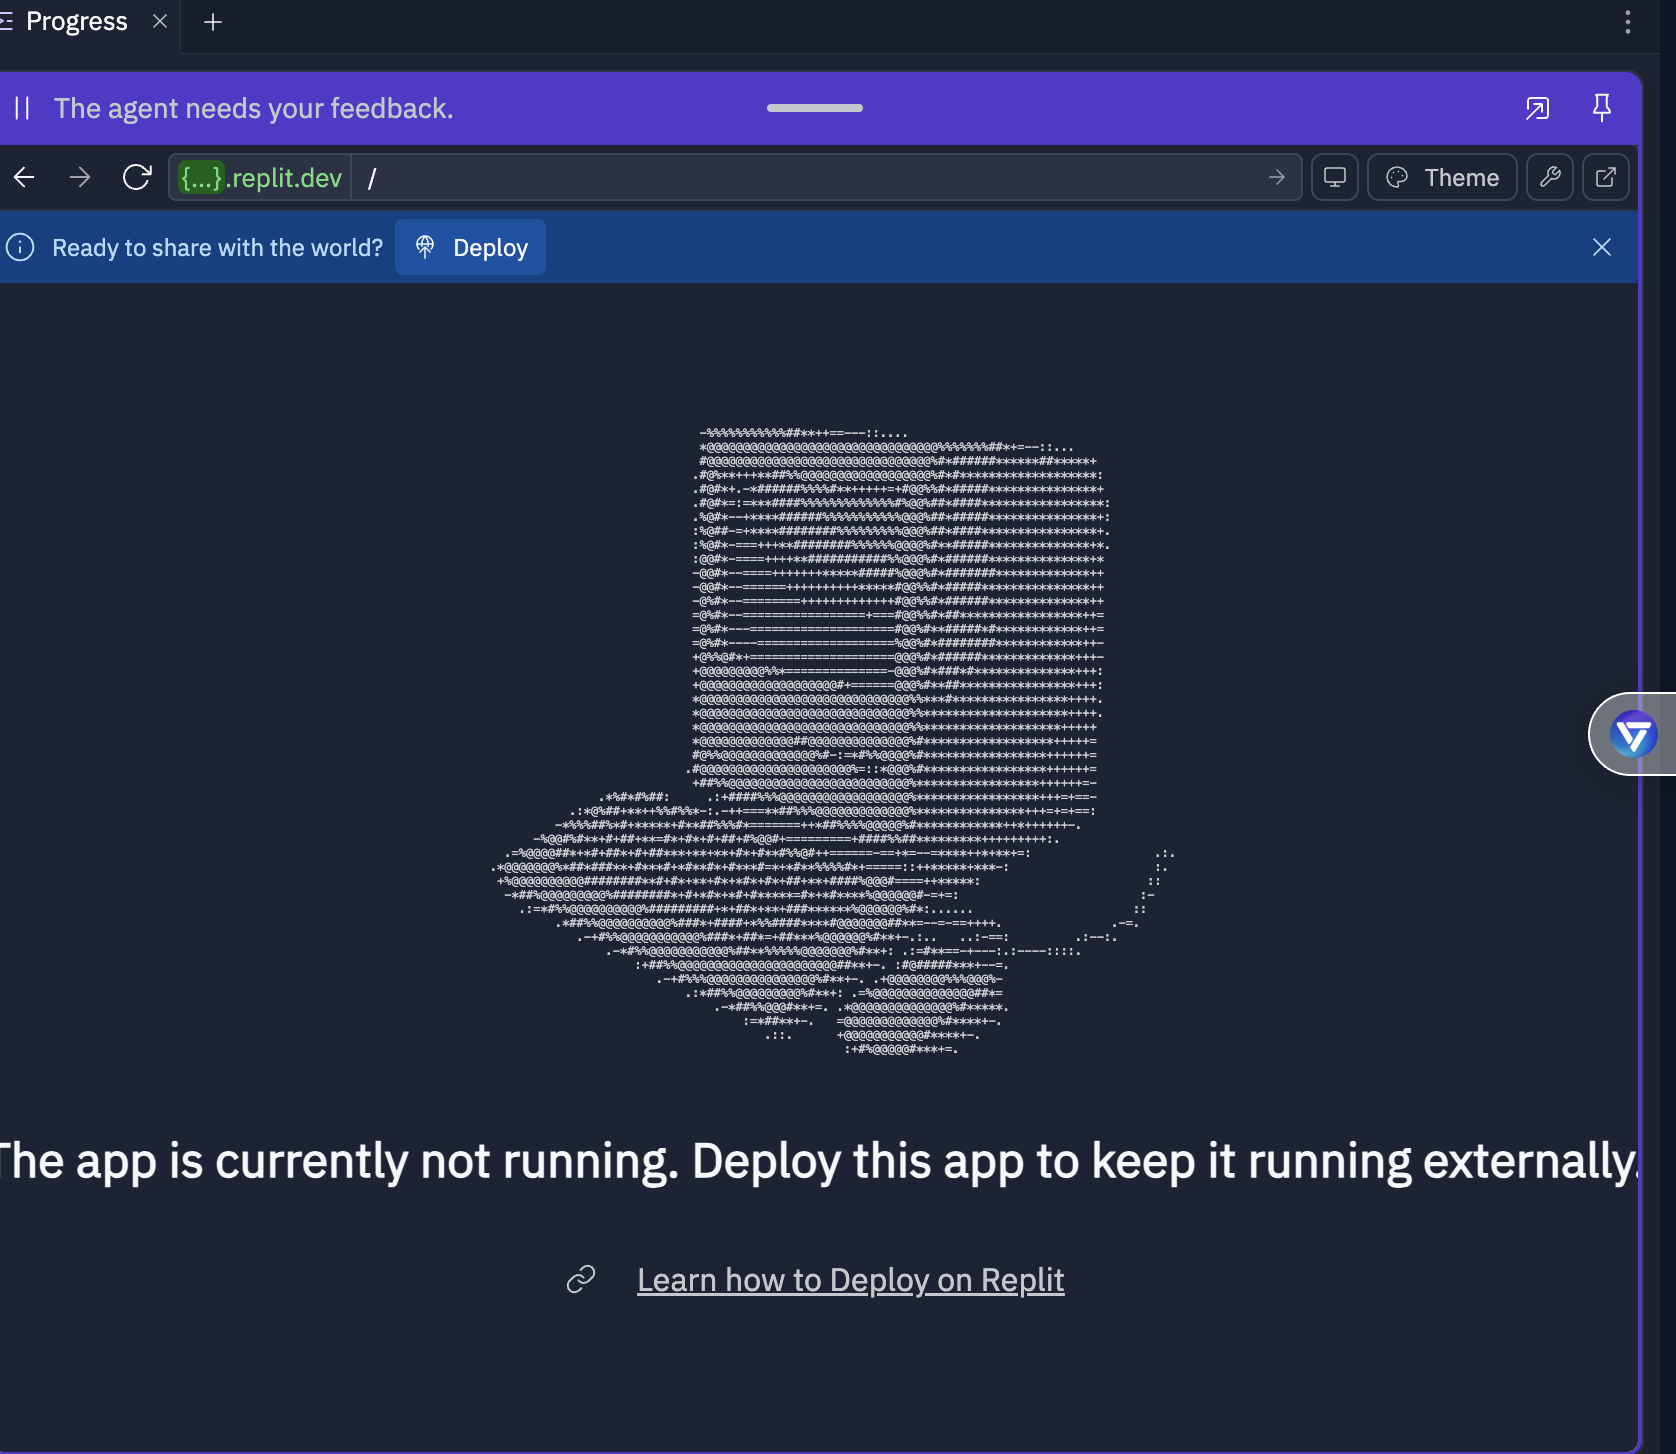 Progress
The agent needs your feedback.
{...}.replit.dev /
Theme
Ready to share with the world? Deploy
The app is currently not running. Deploy this app to keep it running externally.
Learn how to Deploy on Replit